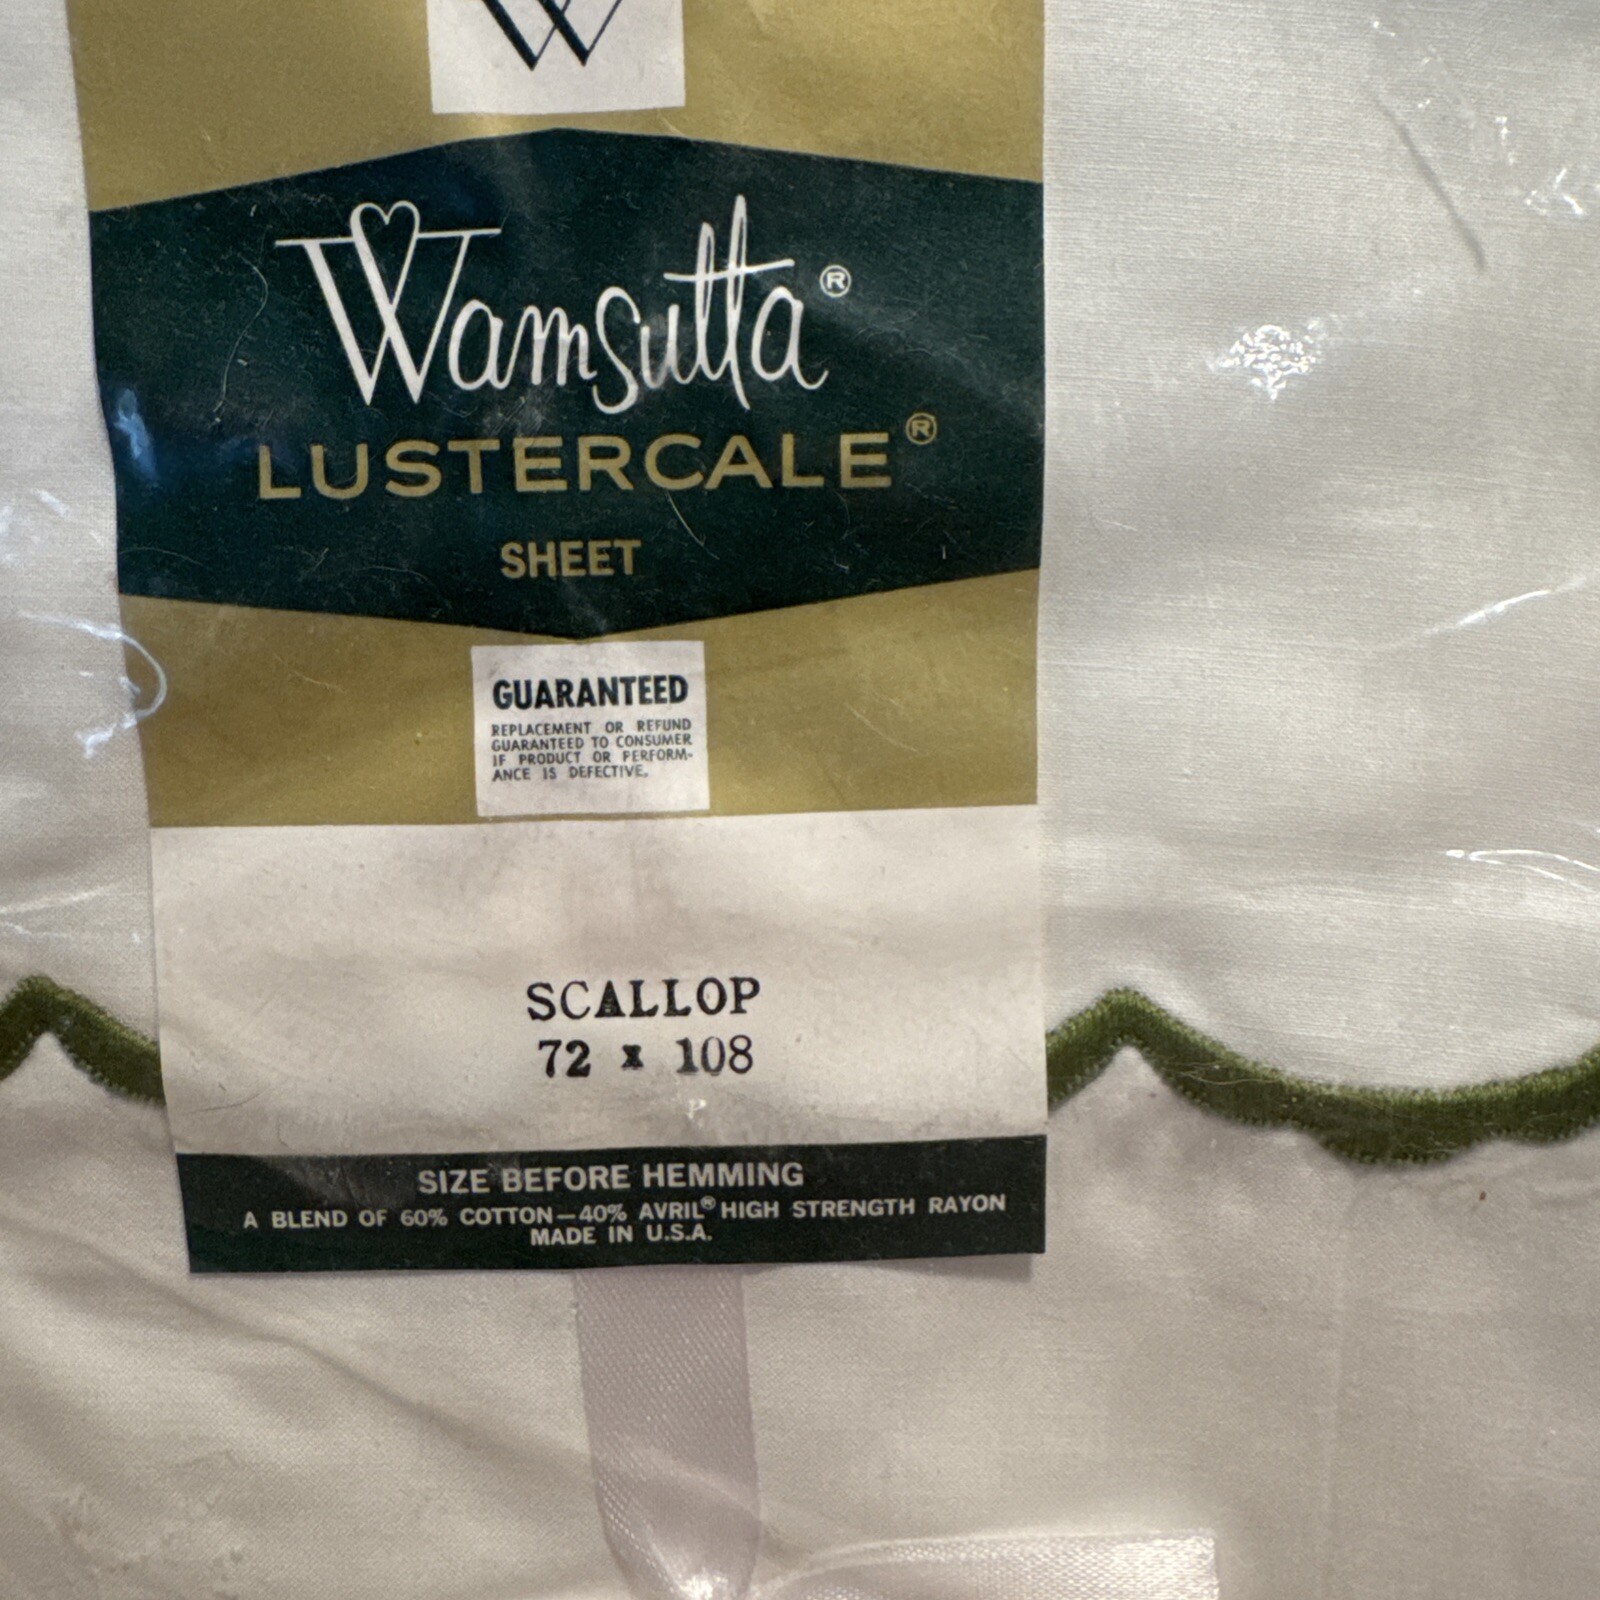 W
Wamsutta®
LUSTERCALE®
SHEET
GUARANTEED
REPLACEMENT OR REFUND
GUARANTEED TO CONSUMER
IF PRODUCT OR PERFORM-
ANCE IS DEFECTIVE.
SCALLOP
72 x 108
P
SIZE BEFORE HEMMING
A BLEND OF 60% COTTON—40% AVRIL® HIGH STRENGTH RAYON
MADE IN U.S.A.